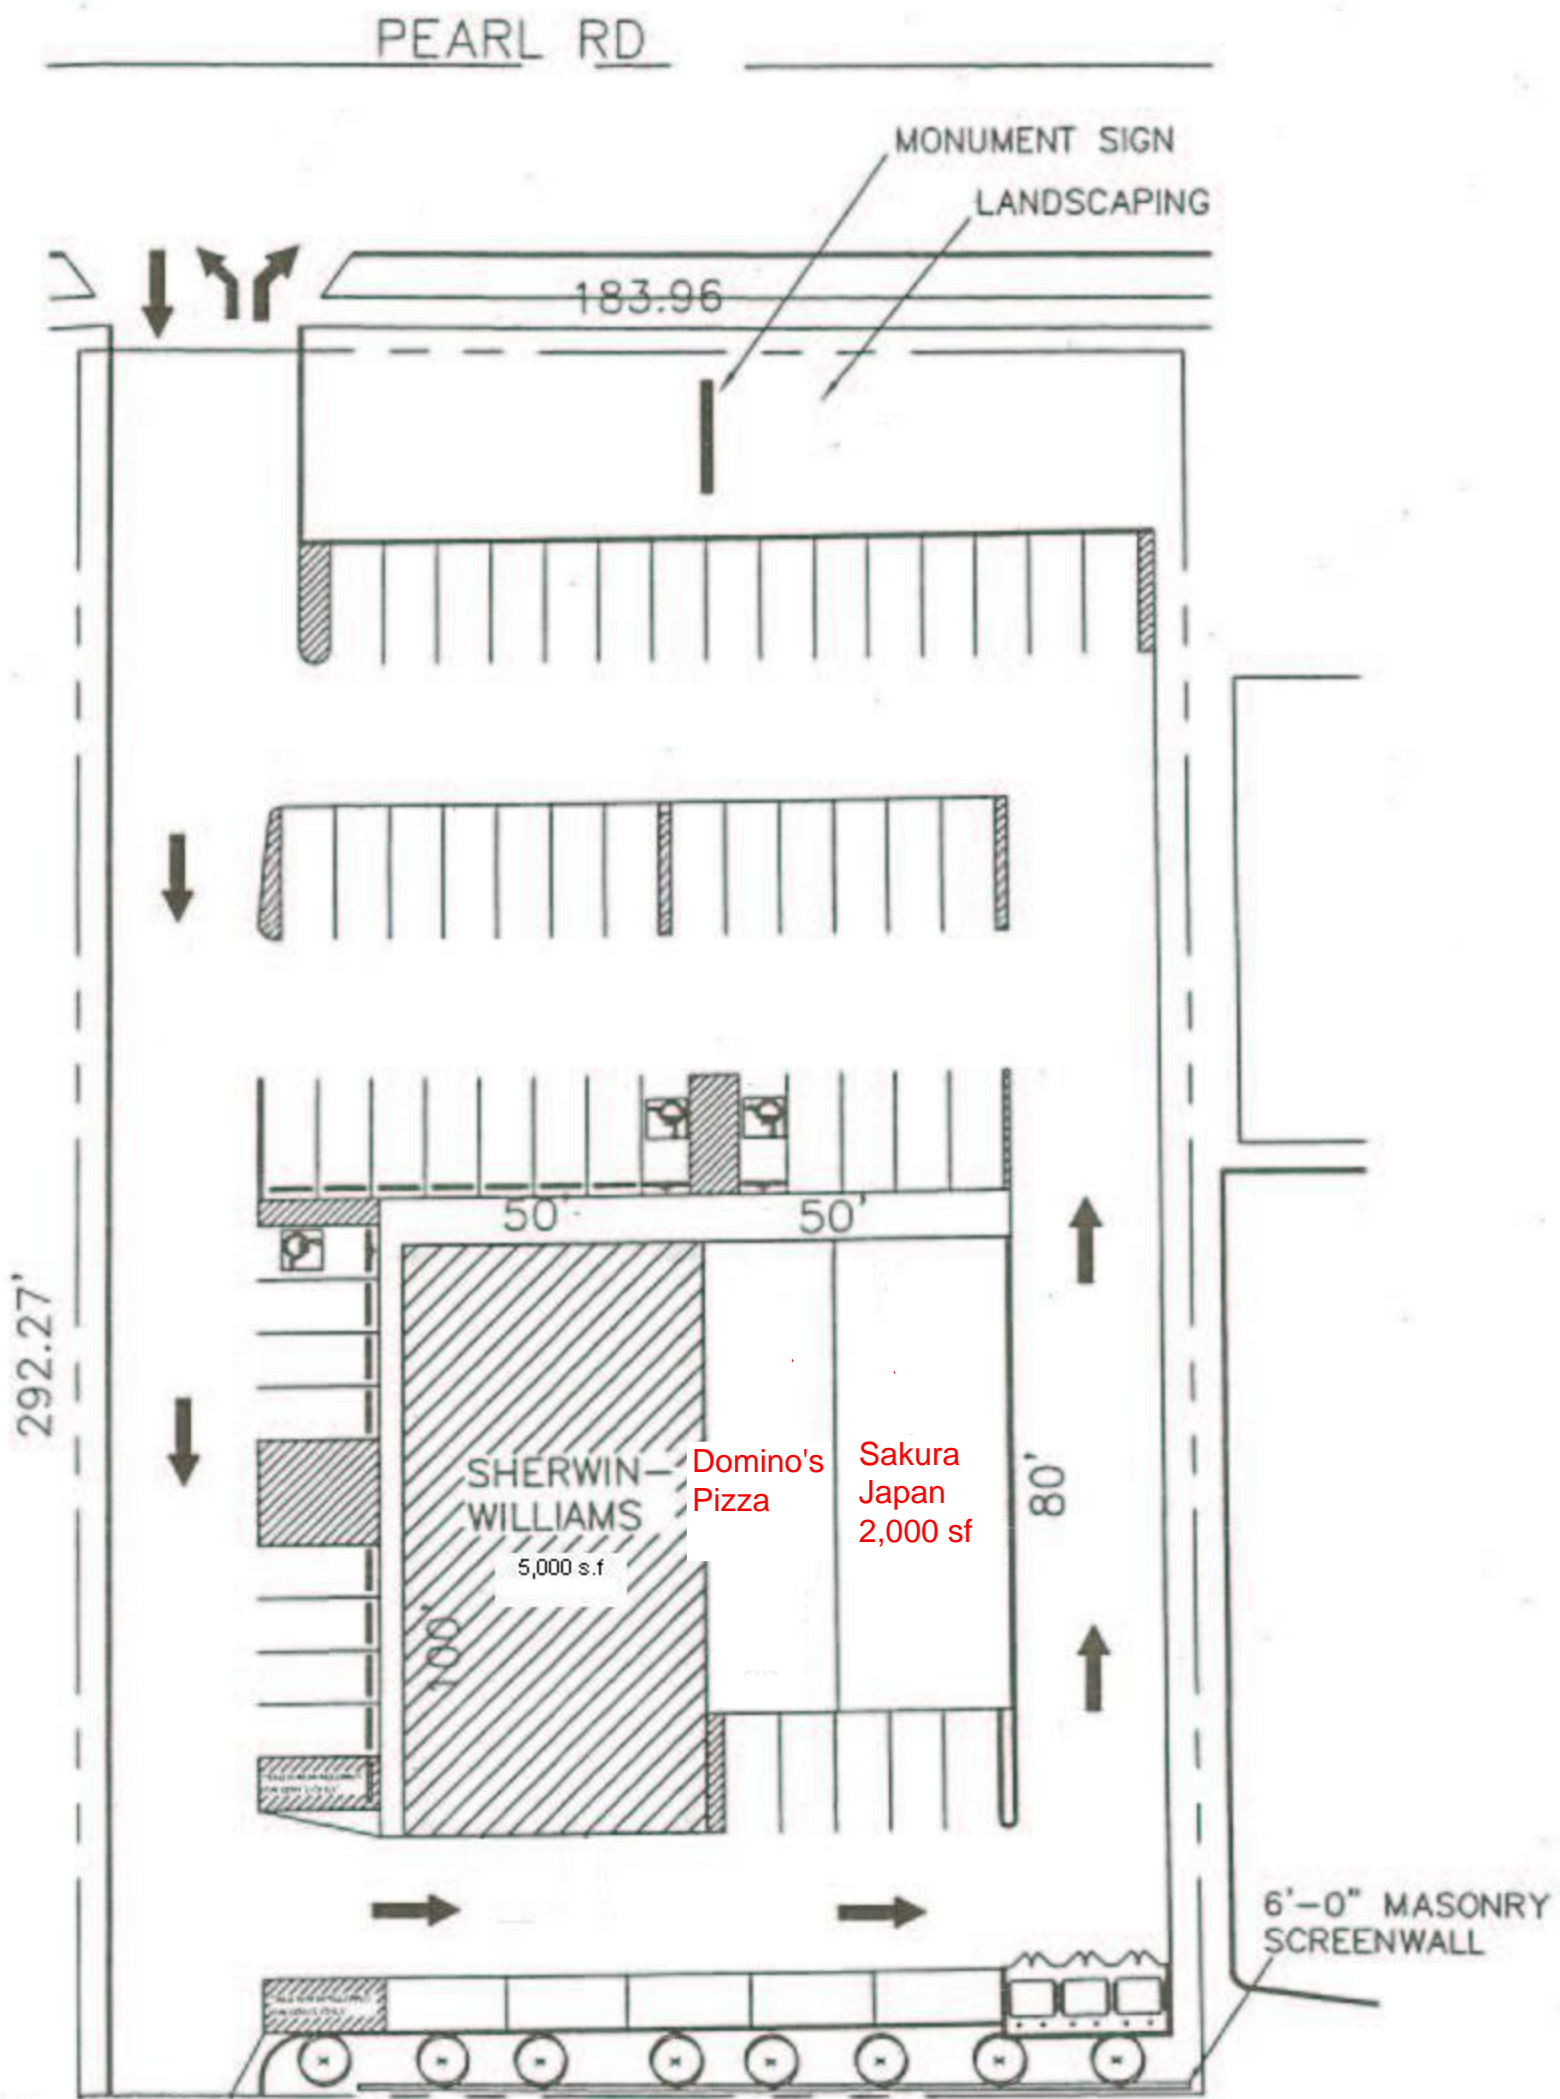 PEARL RD
MONUMENT SIGN
LANDSCAPING
183.96
50'
50'
292.27'
SHERWIN-
WILLIAMS
5,000 s.f
100'
Domino's
Pizza
Sakura
Japan
2,000 sf
80'
6'-0" MASONRY
SCREENWALL